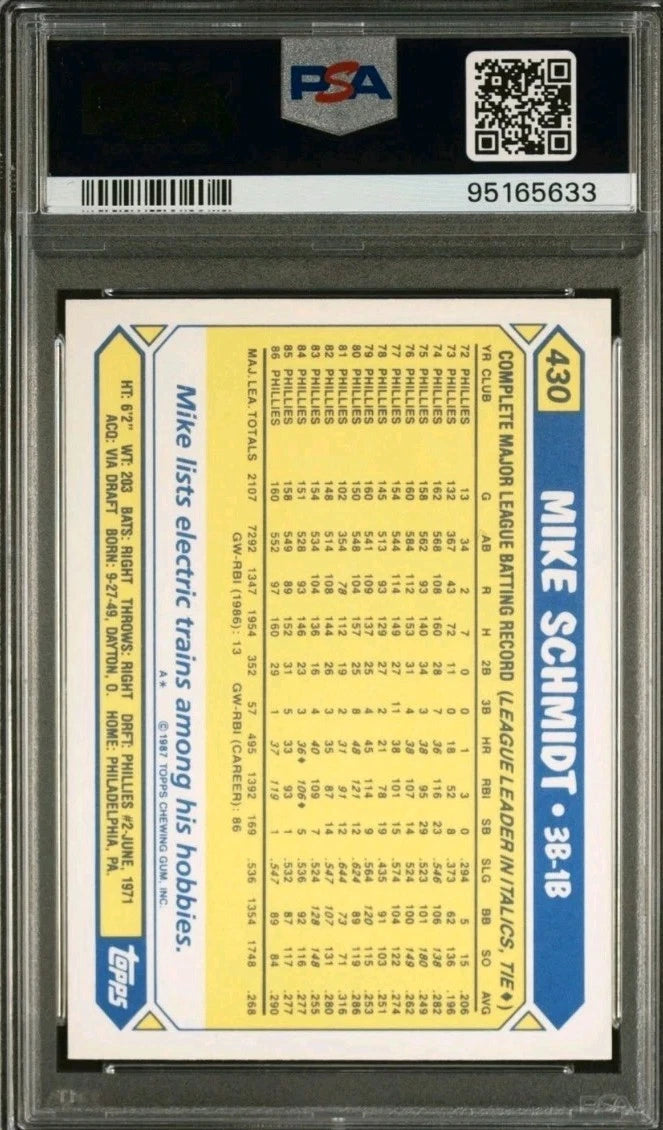 PSA
95165633
430 MIKE SCHMIDT • 3B-1B
COMPLETE MAJOR LEAGUE BATTING RECORD (LEAGUE LEADER IN ITALICS, TIE♦)
YR CLUB G AB R H 2B 3B HR RBI SB SLG BB SO AVG
72 PHILLIES 13 34 2 7 0 0 1 3 0 .294 5 15 .206
73 PHILLIES 132 367 43 72 11 0 18 52 8 .373 62 136 .196
74 PHILLIES 162 568 108 160 28 7 36 116 23 .546 106 138 .282
75 PHILLIES 158 562 93 140 34 3 38 95 29 .523 101 180 .249
76 PHILLIES 160 584 112 153 31 4 38 107 14 .524 100 149 .262
77 PHILLIES 154 544 114 149 27 11 38 101 15 .574 104 122 .274
78 PHILLIES 145 513 93 129 27 2 21 78 19 .435 91 103 .251
79 PHILLIES 160 541 109 137 25 4 45 114 9 .564 120 115 .253
80 PHILLIES 150 548 104 157 25 8 48 121 12 .624 89 119 .286
81 PHILLIES 102 354 78 112 19 2 31 91 12 .644 73 71 .316
82 PHILLIES 148 514 108 144 26 3 35 87 14 .547 107 131 .280
83 PHILLIES 154 534 104 136 16 4 40 109 7 .524 128 148 .255
84 PHILLIES 151 528 93 146 23 3 36♦ 106♦ 5 .536 92 116 .277
85 PHILLIES 158 549 89 152 31 5 33 93 1 .532 87 117 .277
86 PHILLIES 160 552 97 160 29 1 37 119 1 .547 89 84 .290
MAJ. LEA. TOTALS 2107 7292 1347 1954 352 57 495 1392 169 .536 1354 1748 .268
GW-RBI (1986): 13 GW-RBI (CAREER): 86
Mike lists electric trains among his hobbies.
A* © 1987 TOPPS CHEWING GUM, INC.
HT: 6'2" WT: 203 BATS: RIGHT THROWS: RIGHT DRFT: PHILLIES #2-JUNE, 1971
ACQ: VIA DRAFT BORN: 9-27-49, DAYTON, O. HOME: PHILADELPHIA, PA.
topps
PSA